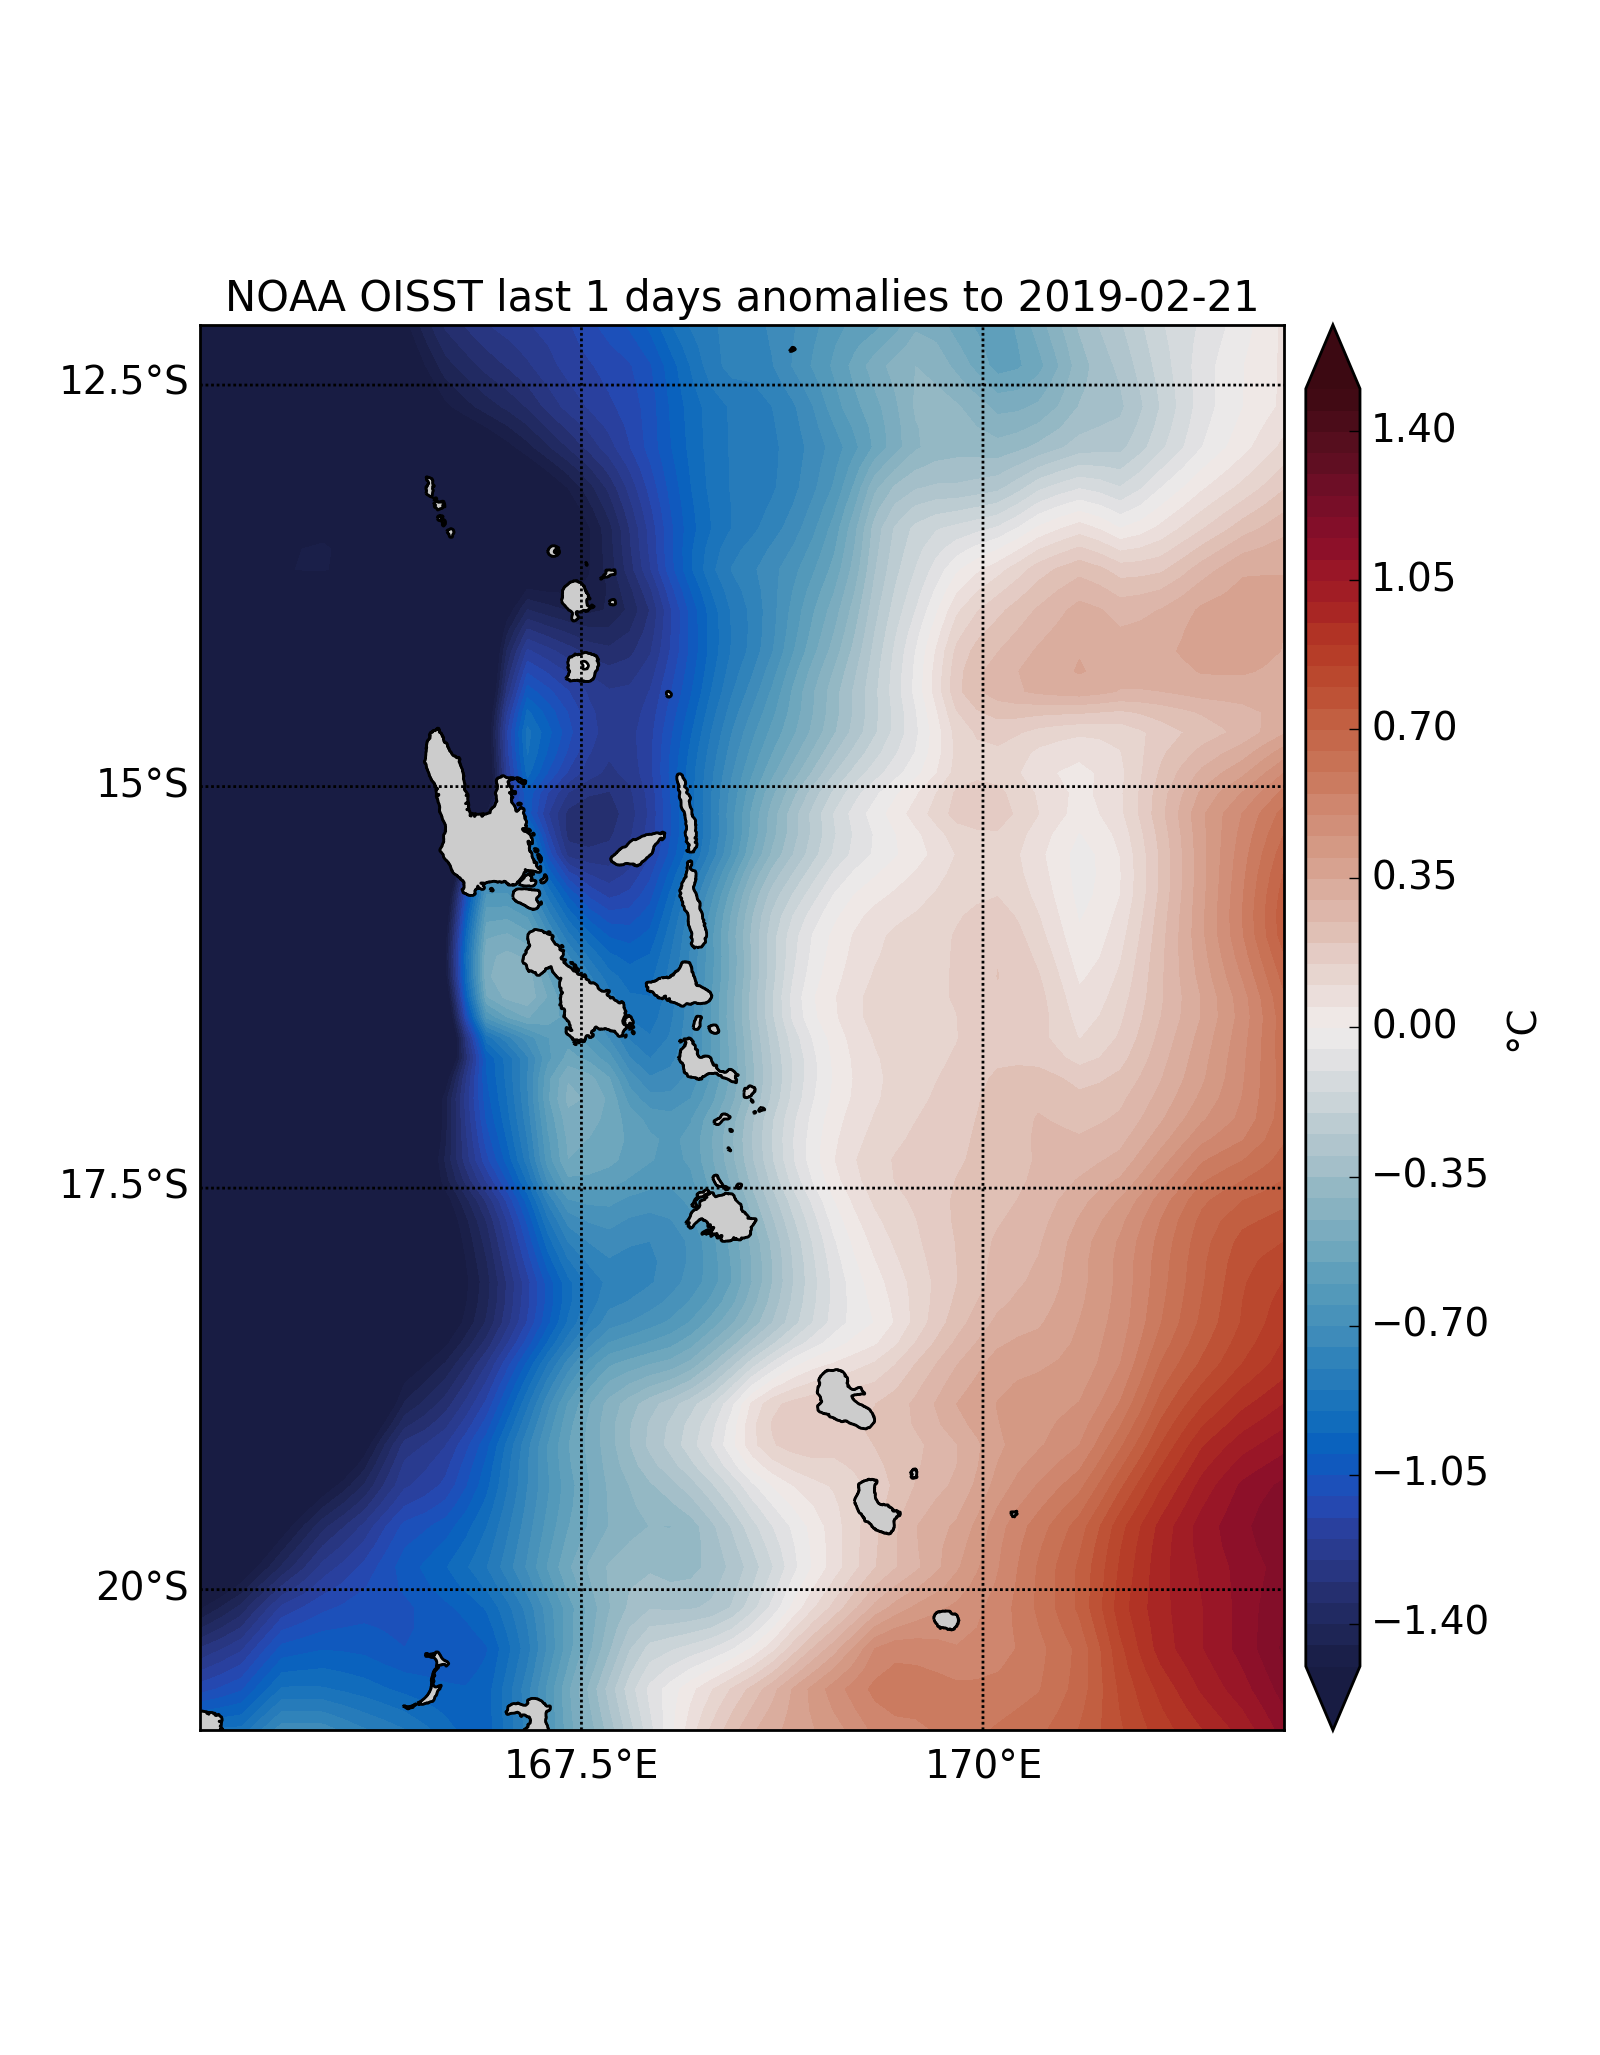 NOAA OISST last 1 days anomalies to 2019-02-21
12.5°S
15°S
17.5°S
20°S
167.5°E
170°E
1.40
1.05
0.70
0.35
0.00
−0.35
−0.70
−1.05
−1.40
°C